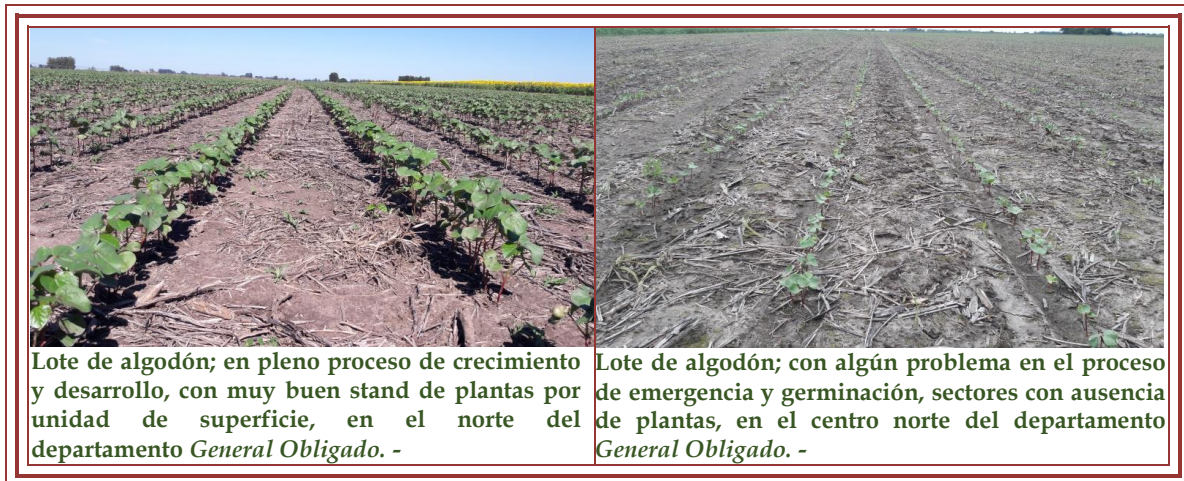 Lote de algodón; en pleno proceso de crecimiento
y desarrollo, con muy buen stand de plantas por
unidad de superficie, en el norte del
departamento General Obligado. -
Lote de algodón; con algún problema en el proceso
de emergencia y germinación, sectores con ausencia
de plantas, en el centro norte del departamento
General Obligado. -